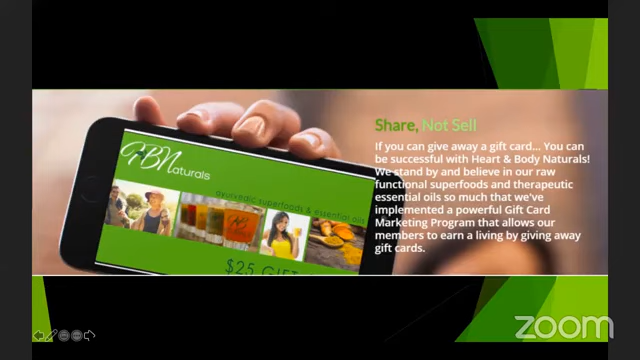 Share, Not Sell
If you can give away a gift card... You can
be successful with Heart & Body Naturals!
We stand by and believe in our raw
functional superfoods and therapeutic
essential oils so much that we've
implemented a powerful Gift Card
Marketing Program that allows our
members to earn a living by giving away
gift cards.
HBNaturals
ayurvedic superfoods & essential oils
$25 GIFT
zoom